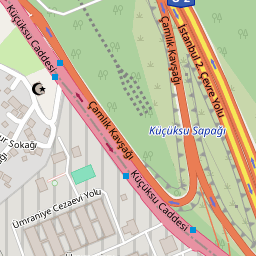 Küçüksu Caddesi
Çamlık Kavşağı
İstanbul 2. Çevre Yolu
Küçüksu Sapağı
Çamlık Kavşağı
Sokağı
Küçüksu Caddesi
Ümraniye Cezaevi Yolu